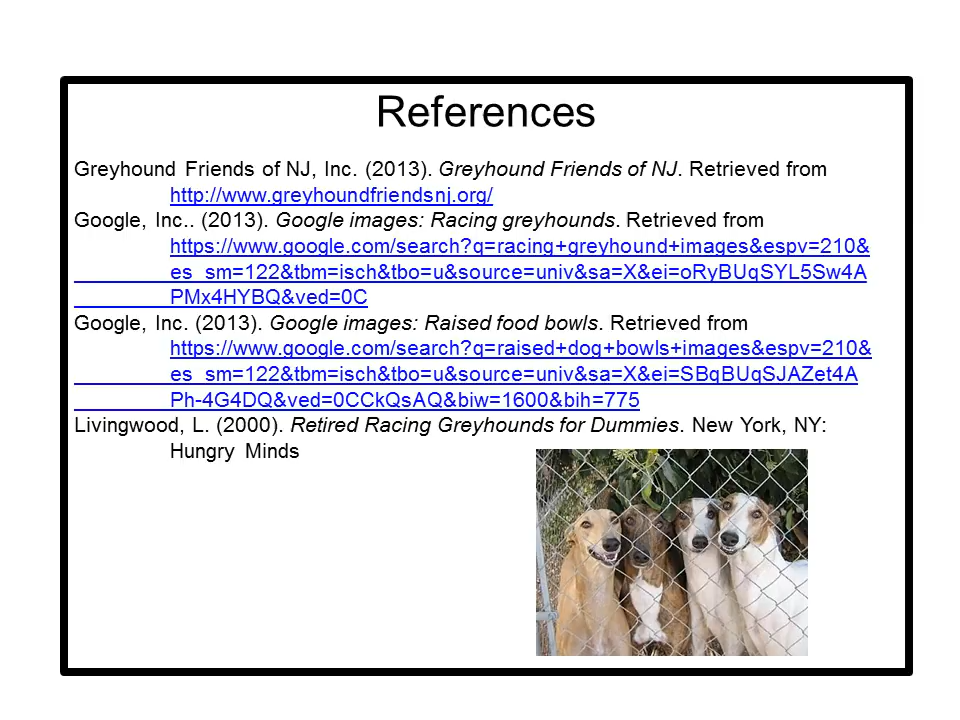 References
Greyhound Friends of NJ, Inc. (2013). Greyhound Friends of NJ. Retrieved from
http://www.greyhoundfriendsnj.org/
Google, Inc.. (2013). Google images: Racing greyhounds. Retrieved from
https://www.google.com/search?q=racing+greyhound+images&espv=210&
es_sm=122&tbm=isch&tbo=u&source=univ&sa=X&ei=oRyBUqSYL5Sw4A
PMx4HYBQ&ved=0C
Google, Inc. (2013). Google images: Raised food bowls. Retrieved from
https://www.google.com/search?q=raised+dog+bowls+images&espv=210&
es_sm=122&tbm=isch&tbo=u&source=univ&sa=X&ei=SBqBUqSJAZet4A
Ph-4G4DQ&ved=0CCkQsAQ&biw=1600&bih=775
Livingwood, L. (2000). Retired Racing Greyhounds for Dummies. New York, NY:
Hungry Minds